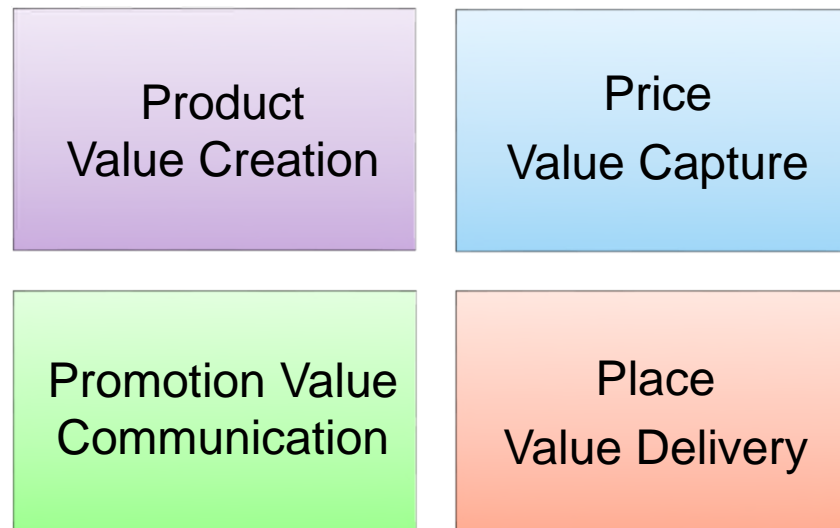 Product
Value Creation
Price
Value Capture
Promotion Value
Communication
Place
Value Delivery